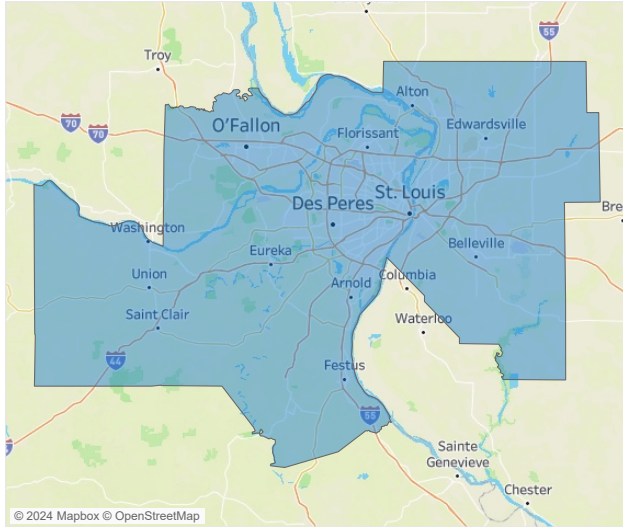 Troy
55
70
70
Alton
O'Fallon
Florissant
Edwardsville
St. Louis
Des Peres
Washington
Eureka
Belleville
Union
Arnold
Columbia
Saint Clair
Waterloo
44
Festus
55
Sainte
Genevieve
Chester
© 2024 Mapbox © OpenStreetMap